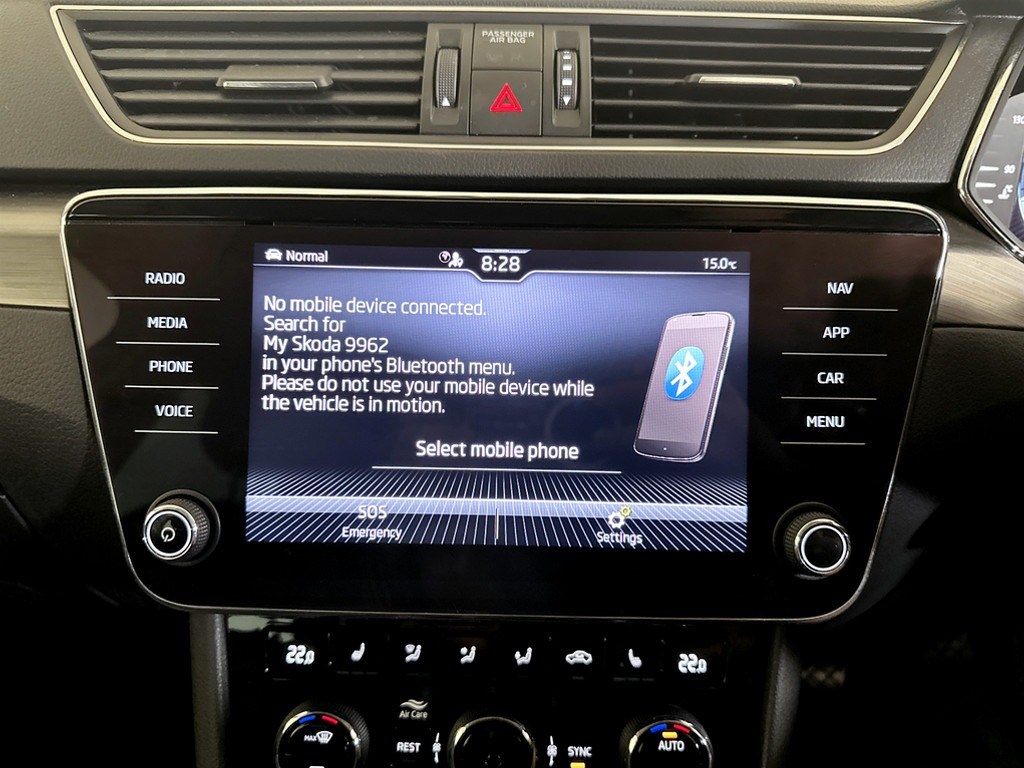 PASSENGER
AIR BAG
130
90
Normal
8:28
15.0°C
RADIO
MEDIA
PHONE
VOICE
No mobile device connected.
Search for
My Skoda 9962
in your phone's Bluetooth menu.
Please do not use your mobile device while
the vehicle is in motion.
Select mobile phone
SOS
Emergency
Settings
NAV
APP
CAR
MENU
22.0
22.0
Air Care
MAX
REST
SYNC
AUTO